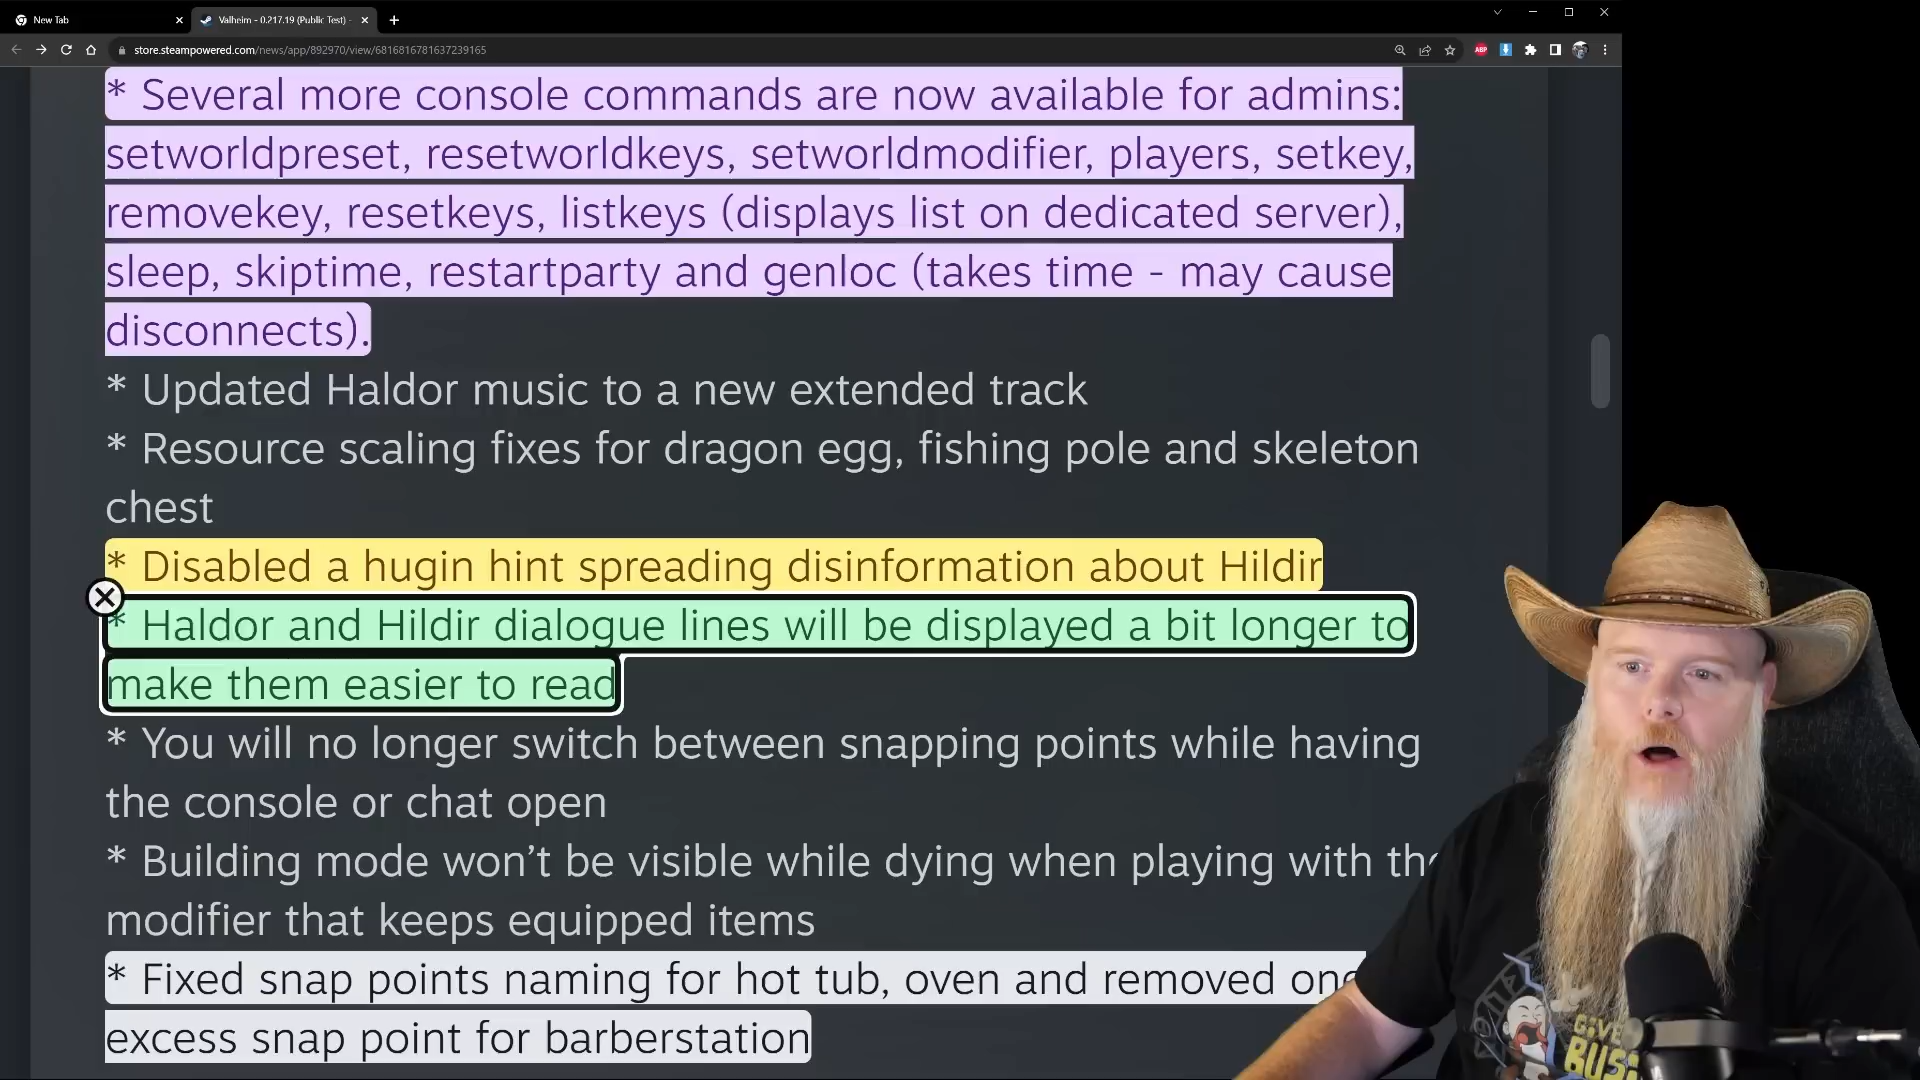 New Tab
Valheim - 0.217.19 (Public Test) -
store.steampowered.com/news/app/892970/view/6816816781637239165
ABP
* Several more console commands are now available for admins:
setworldpreset, resetworldkeys, setworldmodifier, players, setkey,
removekey, resetkeys, listkeys (displays list on dedicated server),
sleep, skiptime, restartparty and genloc (takes time - may cause
disconnects).
* Updated Haldor music to a new extended track
* Resource scaling fixes for dragon egg, fishing pole and skeleton
chest
* Disabled a hugin hint spreading disinformation about Hildir
* Haldor and Hildir dialogue lines will be displayed a bit longer to
make them easier to read
* You will no longer switch between snapping points while having
the console or chat open
* Building mode won’t be visible while dying when playing with the
modifier that keeps equipped items
* Fixed snap points naming for hot tub, oven and removed one
excess snap point for barberstation
GIVE